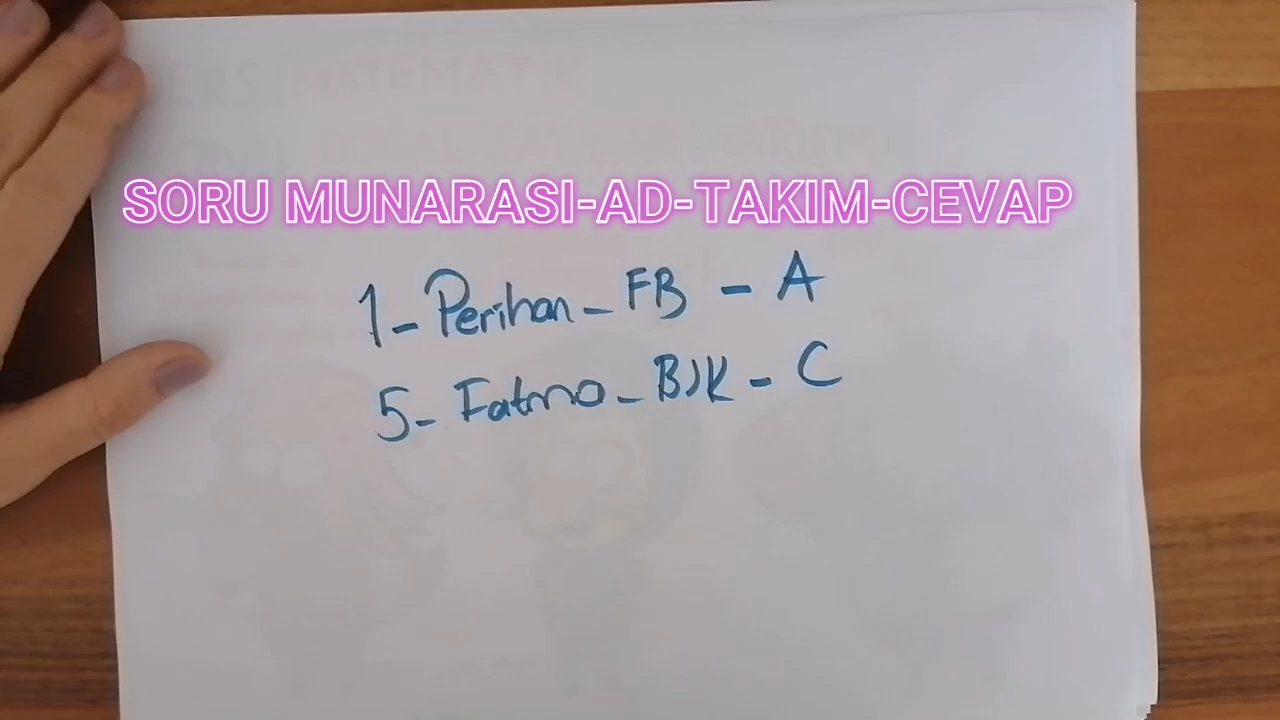 SORU MUNARASI-AD-TAKIM-CEVAP
1- Perihan - FB - A
5- Fatma - BJK - C